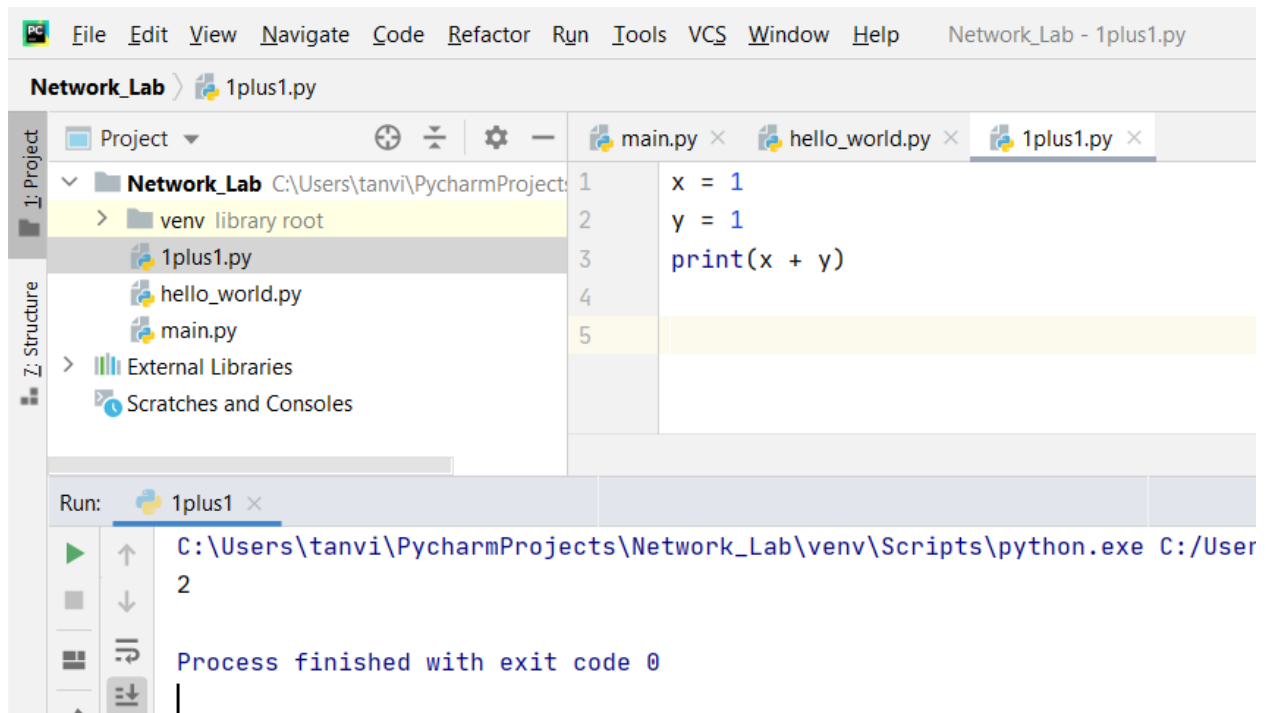 PC File Edit View Navigate Code Refactor Run Tools VCS Window Help Network_Lab - 1plus1.py
Network_Lab 1plus1.py
1: Project
7: Structure
Project
Network_Lab C:\Users\tanvi\PycharmProject
venv library root
1plus1.py
hello_world.py
main.py
External Libraries
Scratches and Consoles
main.py hello_world.py 1plus1.py
1 x = 1
2 y = 1
3 print(x + y)
4
5
Run: 1plus1
C:\Users\tanvi\PycharmProjects\Network_Lab\venv\Scripts\python.exe C:/User
2
Process finished with exit code 0